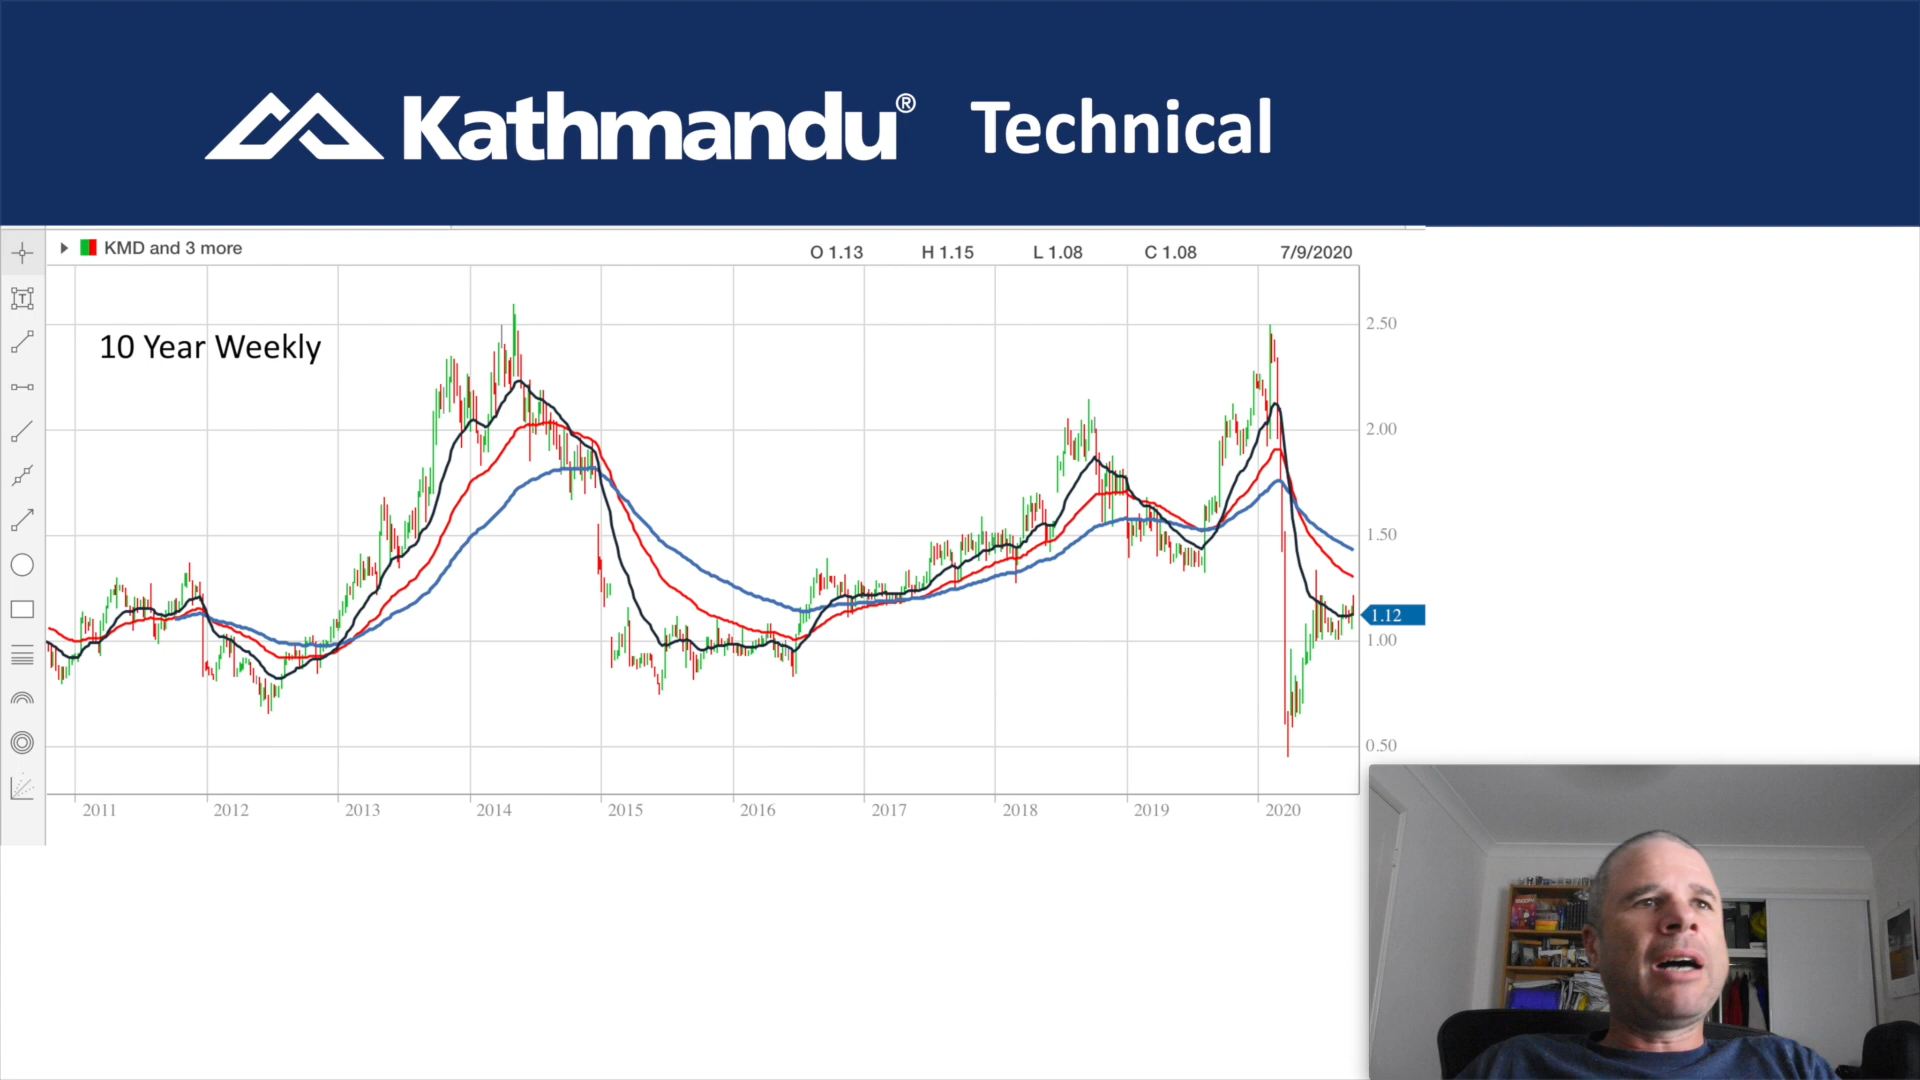 Kathmandu® Technical
KMD and 3 more
O 1.13 H 1.15 L 1.08 C 1.08 7/9/2020
10 Year Weekly
2.50
2.00
1.50
1.12
1.00
0.50
2011 2012 2013 2014 2015 2016 2017 2018 2019 2020